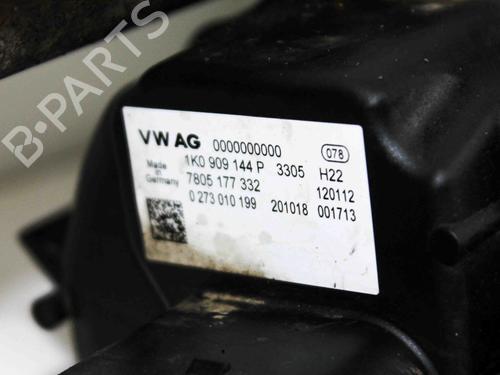 B-PARTS
VW AG 0000000000 078
Made in Germany
1K0 909 144 P 3305 H22
7805 177 332 120112
0 273 010 199 201018 001713